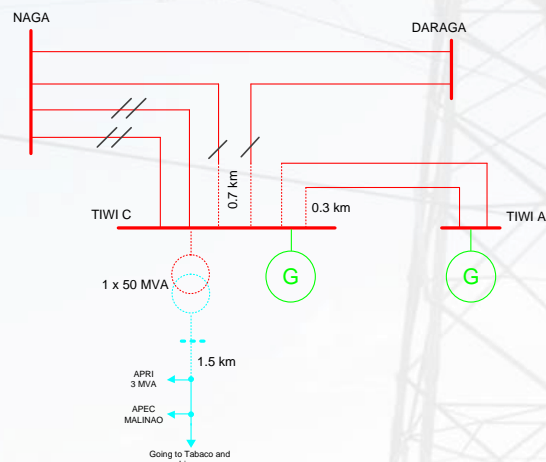 NAGA
DARAGA
0.7 km
0.3 km
TIWI C
TIWI A
G
G
1 x 50 MVA
1.5 km
APRI
3 MVA
APEC
MALINAO
Going to Tabaco and